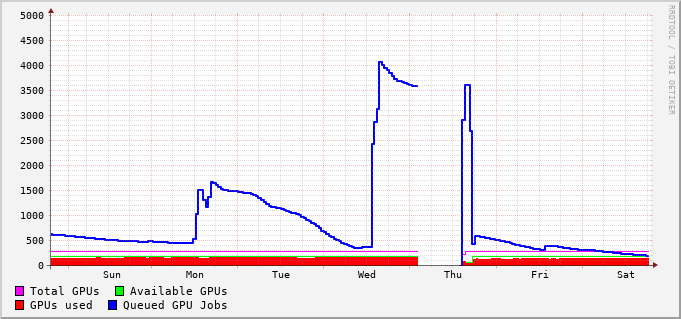 5000
4500
4000
3500
3000
2500
2000
1500
1000
500
0
Sun Mon Tue Wed Thu Fri Sat
Total GPUs Available GPUs
GPUs used Queued GPU Jobs
RRDTOOL / TOBI OETIKER